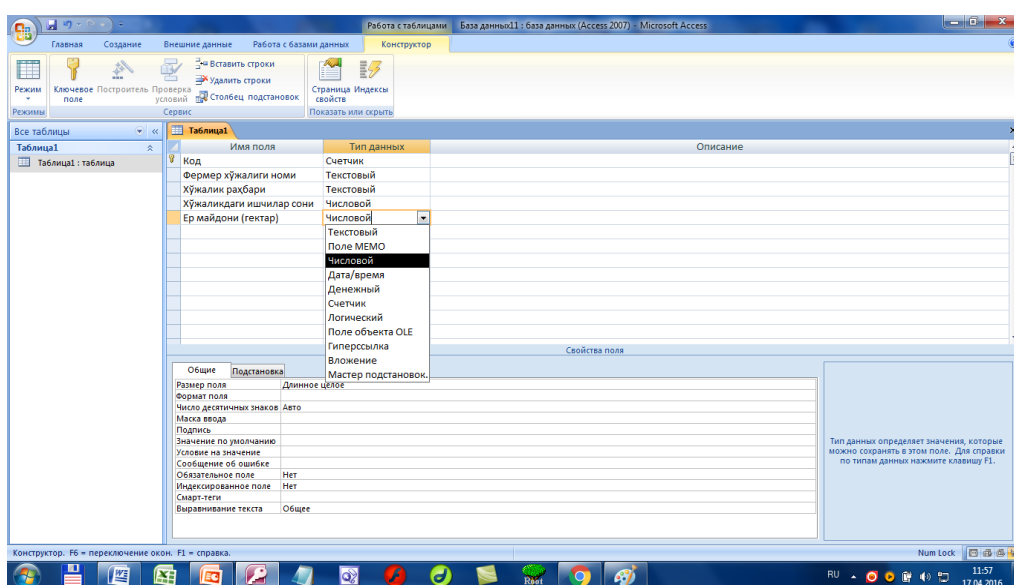 Работа с таблицами База данных11 : база данных (Access 2007) - Microsoft Access
Главная Создание Внешние данные Работа с базами данных Конструктор
Режим
Ключевое поле
Построитель
Проверка условий
Вставить строки
Удалить строки
Столбец подстановок
Страница свойств
Индексы
Режимы Сервис Показать или скрыть
Все таблицы
Таблица1
Таблица1 : таблица
Таблица1
Имя поля Тип данных Описание
Код Счетчик
Фермер хўжалиги номи Текстовый
Хўжалик раҳбари Текстовый
Хўжаликдаги ишчилар сони Числовой
Ер майдони (гектар) Числовой
Текстовый
Поле МЕМО
Числовой
Дата/время
Денежный
Счетчик
Логический
Поле объекта OLE
Гиперссылка
Вложение
Мастер подстановок.
Свойства поля
Общие Подстановка
Размер поля Длинное целое
Формат поля
Число десятичных знаков Авто
Маска ввода
Подпись
Значение по умолчанию
Условие на значение
Сообщение об ошибке
Обязательное поле Нет
Индексированное поле Нет
Смарт-теги
Выравнивание текста Общее
Тип данных определяет значения, которые
можно сохранять в этом поле. Для справки
по типам данных нажмите клавишу F1.
Конструктор. F6 = переключение окон. F1 = справка. Num Lock
Root
RU 11:57
17.04.2016